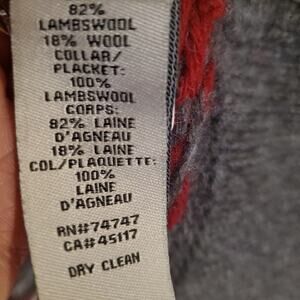 82%
LAMBSWOOL
18% WOOL
COLLAR/
PLACKET:
100%
LAMBSWOOL
CORPS:
82% LAINE
D'AGNEAU
18% LAINE
COL/PLAQUETTE:
100%
LAINE
D'AGNEAU
RN#74747
CA#45117
DRY CLEAN